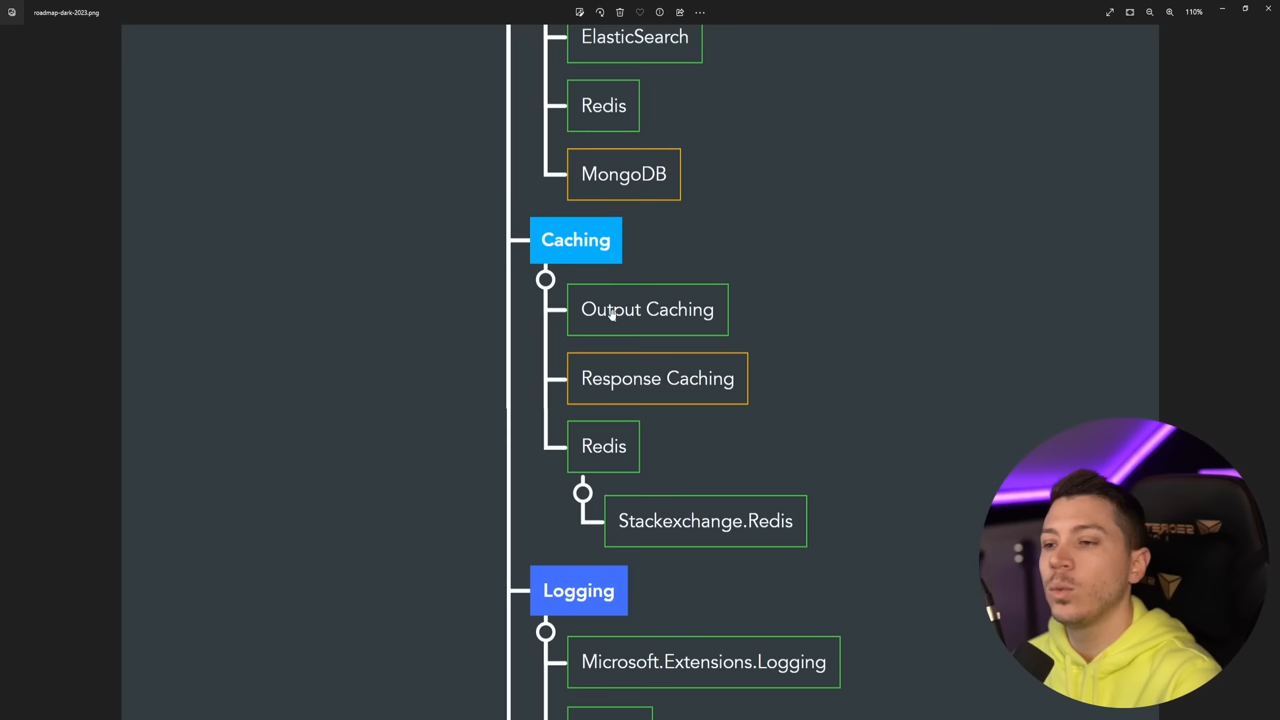 roadmap-dark-2023.png
110%
ElasticSearch
Redis
MongoDB
Caching
Output Caching
Response Caching
Redis
Stackexchange.Redis
Logging
Microsoft.Extensions.Logging